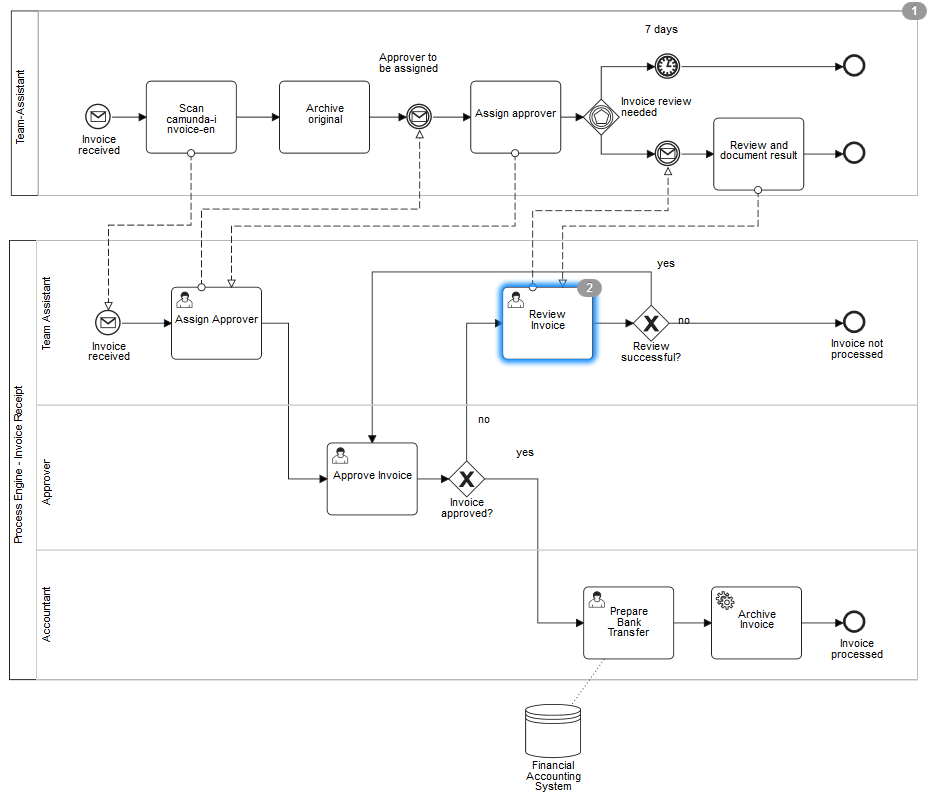 1
7 days
Approver to
be assigned
Team-Assistant
Scan
camunda-i
nvoice-en
Archive
original
Assign approver
Invoice review
needed
Invoice
received
Review and
document result
Process Engine - Invoice Receipt
Team Assistant
yes
2
Assign Approver
Review
Invoice
no
Invoice
received
Review
successful?
Invoice not
processed
Approver
no
yes
Approve Invoice
Invoice
approved?
Accountant
Prepare
Bank
Transfer
Archive
Invoice
Invoice
processed
Financial
Accounting
System